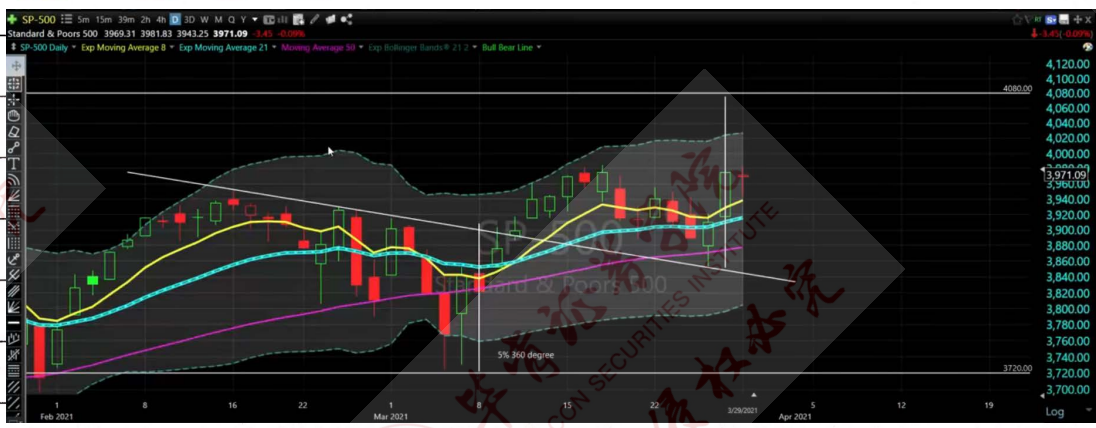 SP-500 5m 15m 39m 2h 4h D 3D W M Q Y
Standard & Poors 500 3969.31 3981.83 3943.25 3971.09 -3.45 -0.09%
-3.45(-0.09%)
SP-500 Daily Exp Moving Average 8 Exp Moving Average 21 Moving Average 50 Exp Bollinger Bands® 21 2 Bull Bear Line
4,120.00
4,100.00
4080.00
4,080.00
4,060.00
4,040.00
4,020.00
4,000.00
3,971.09
3,960.00
3,940.00
3,920.00
3,900.00
3,880.00
3,860.00
3,840.00
3,820.00
3,800.00
3,780.00
3,760.00
3,740.00
3720.00
3,720.00
3,700.00
SP-500
Standard & Poors 500
5% 360 degree
CON SECURITIES INSTITUTE
1 8 16 22 1 8 15 22 3/29/2021 5 12 19
Feb 2021 Mar 2021 Apr 2021
Log